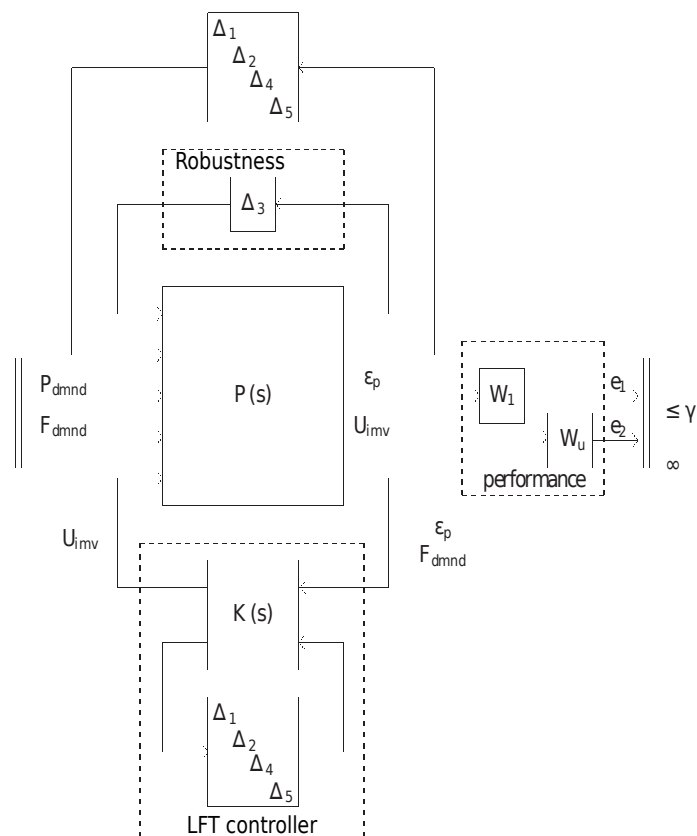 Δ1
Δ2
Δ4
Δ5
Robustness
Δ3
Pdmnd
Fdmnd
P(s)
εp
Uimv
W1
Wu
performance
e1
e2
≤ γ
∞
Uimv
εp
Fdmnd
K(s)
Δ1
Δ2
Δ4
Δ5
LFT controller